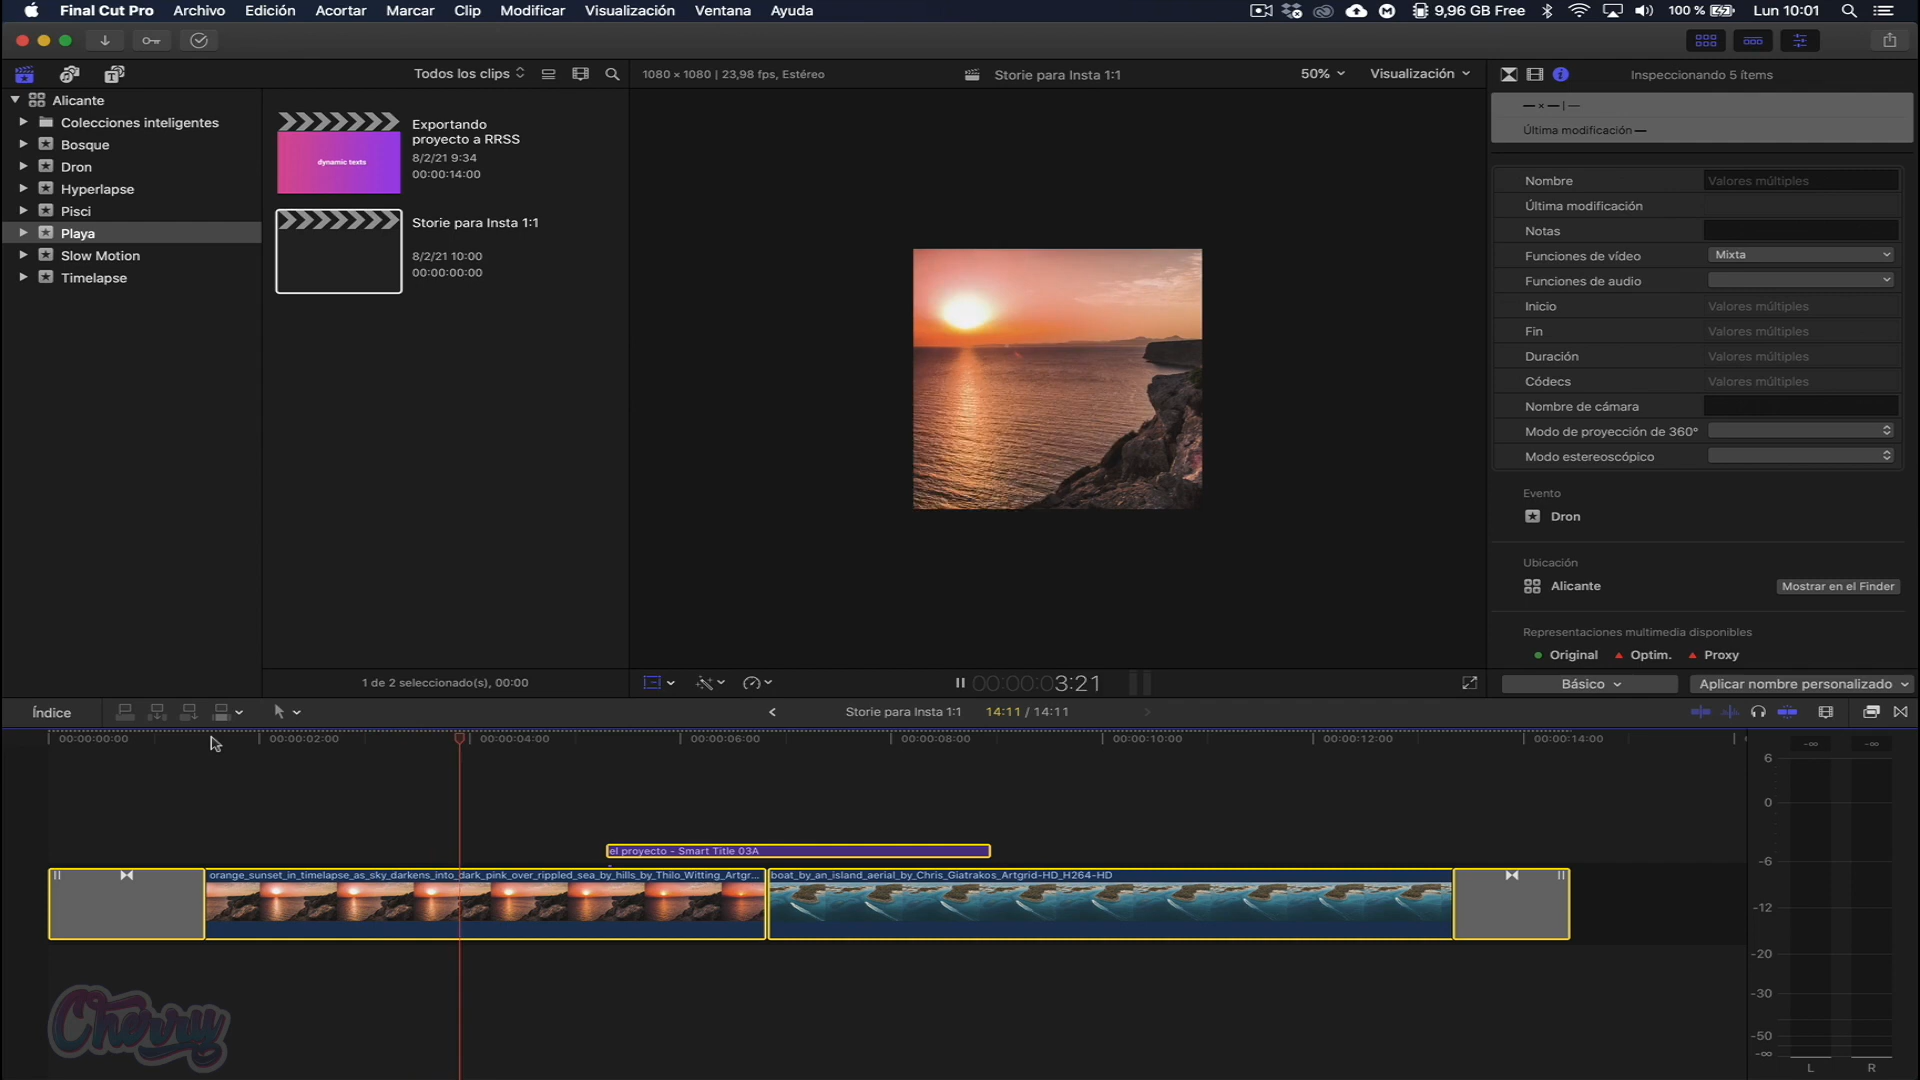 Final Cut Pro Archivo Edición Acortar Marcar Clip Modificar Visualización Ventana Ayuda 9,96 GB Free 100 % Lun 10:01
Todos los clips
1080 × 1080 | 23,98 fps, Estéreo Storie para Insta 1:1 50% Visualización
Inspeccionando 5 ítems
Alicante
Colecciones inteligentes
Bosque
Dron
Hyperlapse
Pisci
Playa
Slow Motion
Timelapse
dynamic texts
Exportando
proyecto a RRSS
8/2/21 9:34
00:00:14:00
Storie para Insta 1:1
8/2/21 10:00
00:00:00:00
1 de 2 seleccionado(s), 00:00
00:00:03:21
— × — | —
Última modificación —
Nombre Valores múltiples
Última modificación
Notas
Funciones de vídeo Mixta
Funciones de audio
Inicio Valores múltiples
Fin Valores múltiples
Duración Valores múltiples
Códecs Valores múltiples
Nombre de cámara
Modo de proyección de 360°
Modo estereoscópico
Evento
Dron
Ubicación
Alicante Mostrar en el Finder
Representaciones multimedia disponibles
Original Optim. Proxy
Básico Aplicar nombre personalizado
Índice Storie para Insta 1:1 14:11 / 14:11
00:00:00:00 00:00:02:00 00:00:04:00 00:00:06:00 00:00:08:00 00:00:10:00 00:00:12:00 00:00:14:00
el proyecto - Smart Title 03A
orange_sunset_in_timelapse_as_sky_darkens_into_dark_pink_over_rippled_sea_by_hills_by_Thilo_Witting_Artgr...
boat_by_an_island_aerial_by_Chris_Giatrakos_Artgrid-HD_H264-HD
-∞ -∞
6
0
-6
-12
-20
-30
-50
-∞
L R
Cherry